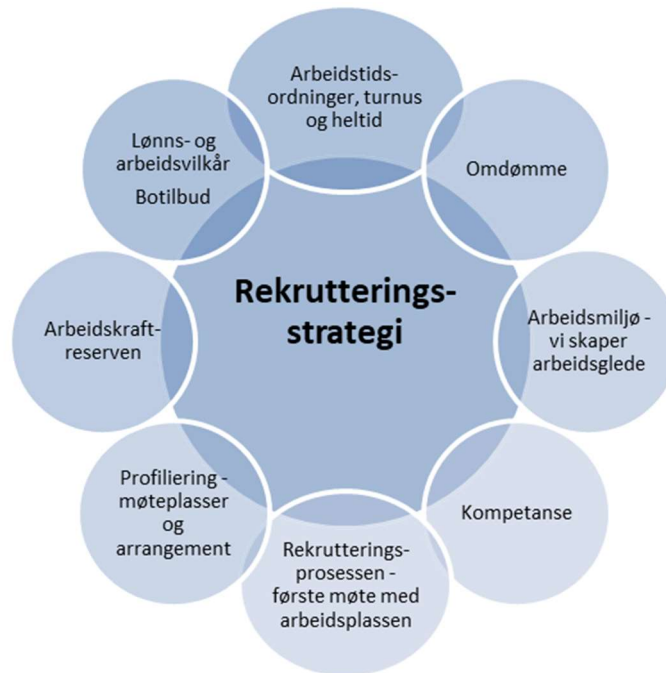 Arbeidstids-
ordninger, turnus
og heltid
Omdømme
Arbeidsmiljø -
vi skaper
arbeidsglede
Kompetanse
Rekrutterings-
prosessen -
første møte med
arbeidsplassen
Profiliering -
møteplasser
og
arrangement
Arbeidskraft-
reserven
Lønns- og
arbeidsvilkår
Botilbud
Rekrutterings-
strategi